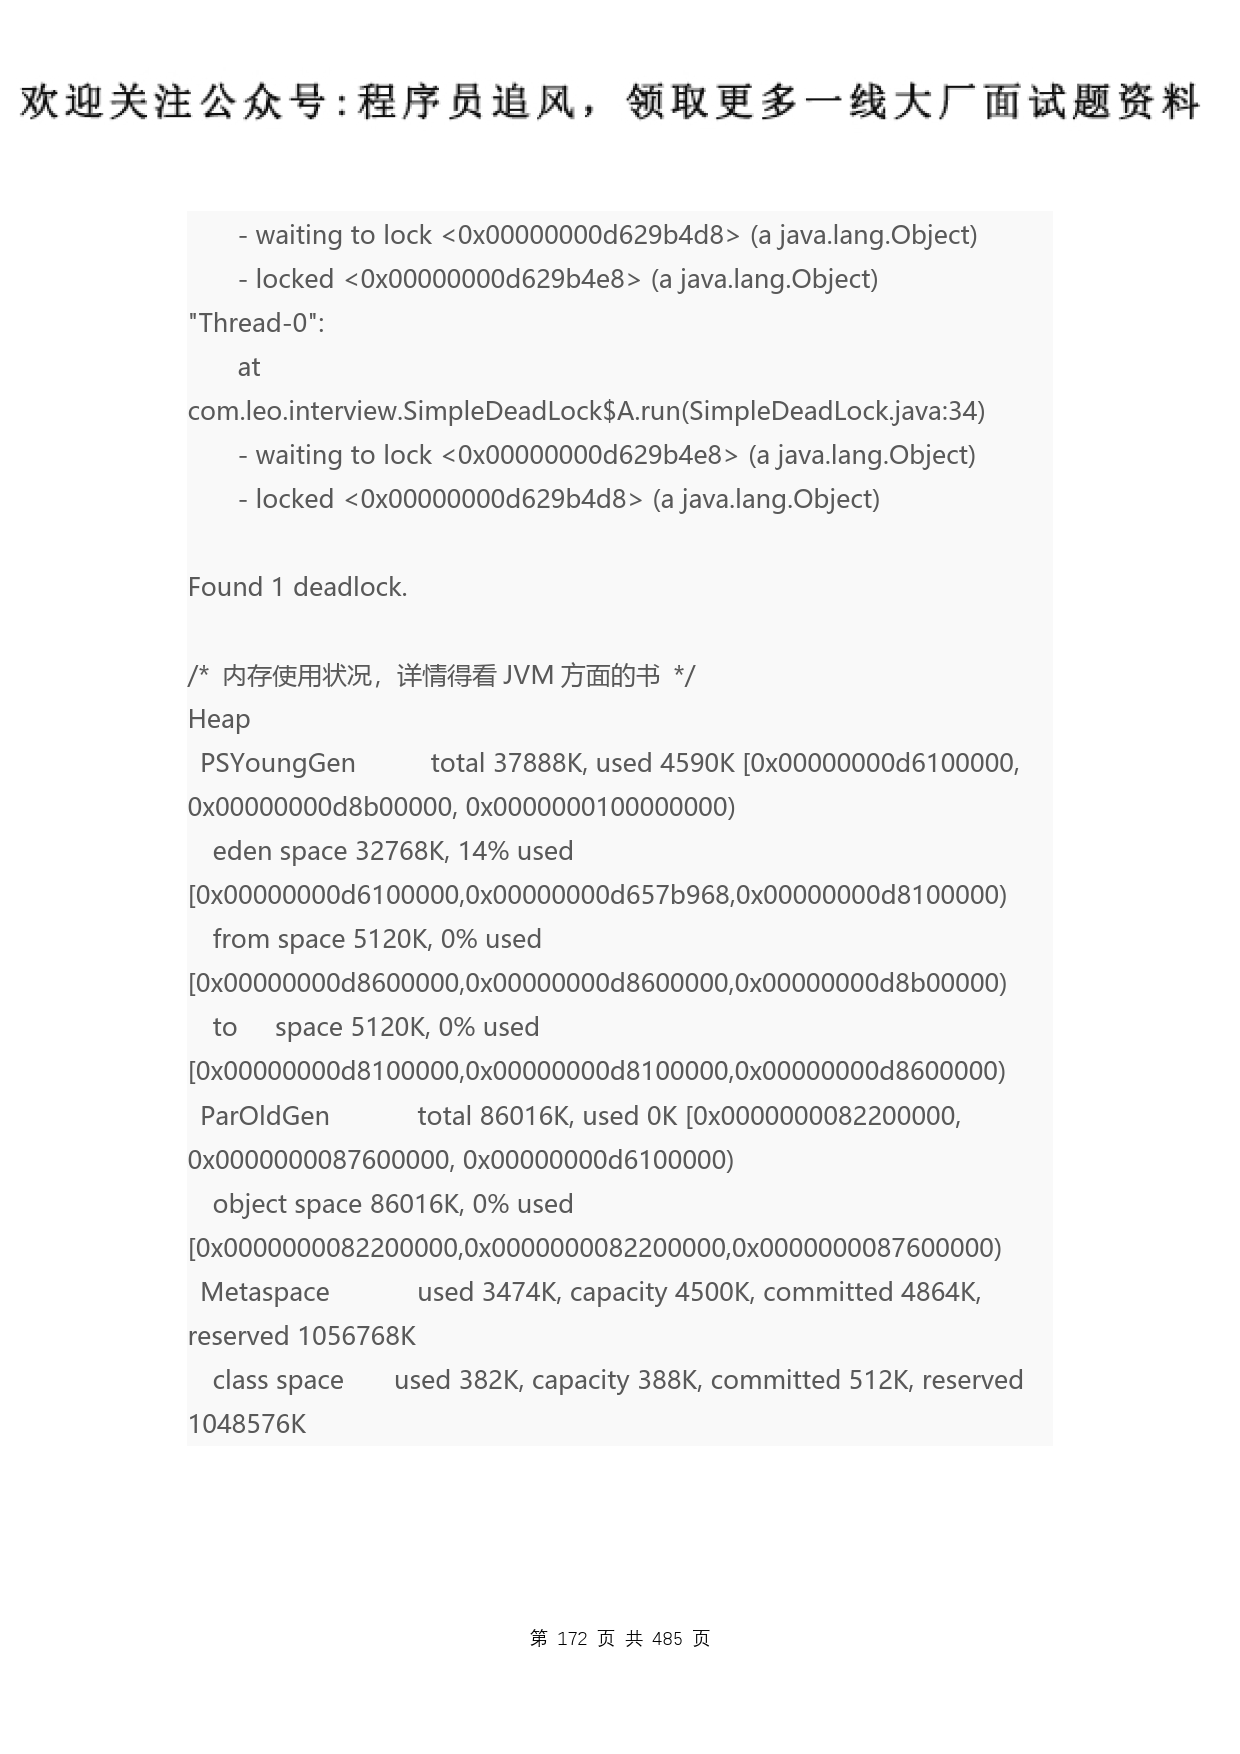 欢迎关注公众号:程序员追风，领取更多一线大厂面试题资料
- waiting to lock <0x00000000d629b4d8> (a java.lang.Object)
- locked <0x00000000d629b4e8> (a java.lang.Object)
"Thread-0":
at
com.leo.interview.SimpleDeadLock$A.run(SimpleDeadLock.java:34)
- waiting to lock <0x00000000d629b4e8> (a java.lang.Object)
- locked <0x00000000d629b4d8> (a java.lang.Object)
Found 1 deadlock.
/* 内存使用状况，详情得看 JVM 方面的书 */
Heap
PSYoungGen total 37888K, used 4590K [0x00000000d6100000,
0x00000000d8b00000, 0x0000000100000000)
eden space 32768K, 14% used
[0x00000000d6100000,0x00000000d657b968,0x00000000d8100000)
from space 5120K, 0% used
[0x00000000d8600000,0x00000000d8600000,0x00000000d8b00000)
to space 5120K, 0% used
[0x00000000d8100000,0x00000000d8100000,0x00000000d8600000)
ParOldGen total 86016K, used 0K [0x0000000082200000,
0x0000000087600000, 0x00000000d6100000)
object space 86016K, 0% used
[0x0000000082200000,0x0000000082200000,0x0000000087600000)
Metaspace used 3474K, capacity 4500K, committed 4864K,
reserved 1056768K
class space used 382K, capacity 388K, committed 512K, reserved
1048576K
第 172 页 共 485 页